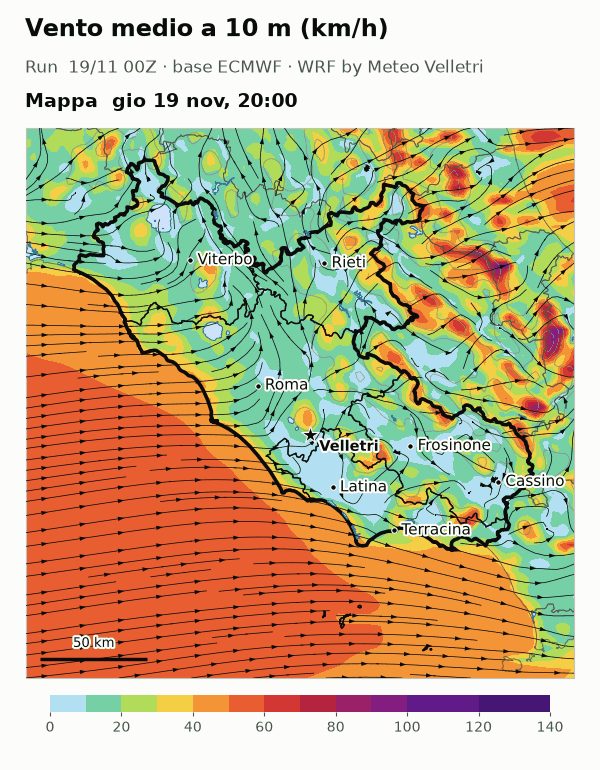 Vento medio a 10 m (km/h)
Run  19/11 00Z · base ECMWF · WRF by Meteo Velletri
Mappa  gio 19 nov, 20:00
Viterbo
Rieti
Roma
Velletri
Frosinone
Cassino
Latina
Terracina
50 km
0 20 40 60 80 100 120 140